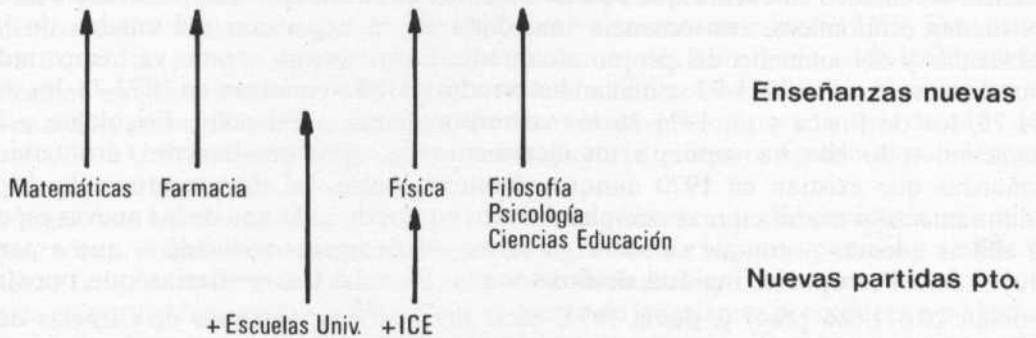 Enseñanzas nuevas
Matemáticas Farmacia Física Filosofía
Psicología
Ciencias Educación
Nuevas partidas pto.
+Escuelas Univ. +ICE